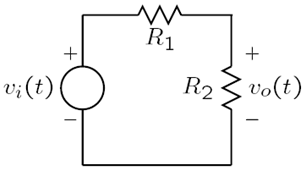 + R₁ +
vᵢ(t) R₂ vₒ(t)
− −